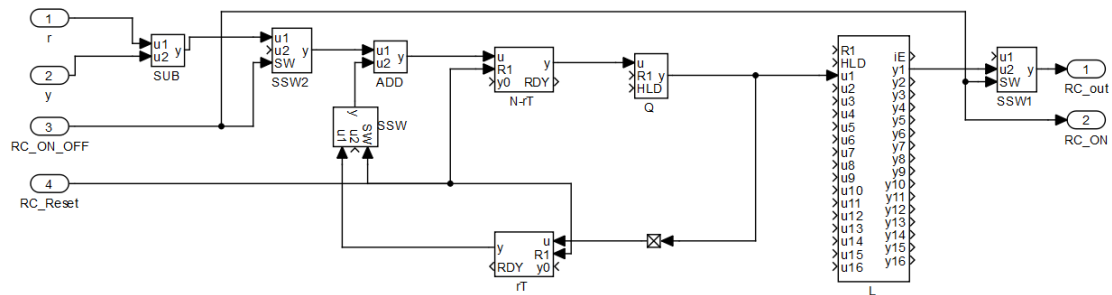 1
r
2
y
3
RC_ON_OFF
4
RC_Reset
u1
u2
y
SUB
u1
u2
SW
y
SSW2
u1
u2
y
ADD
y
u1
u2
SW
SSW
u
R1
y0
y
RDY
N-rT
u
R1
HLD
y
Q
y
RDY
u
R1
y0
rT
R1
HLD
u1
u2
u3
u4
u5
u6
u7
u8
u9
u10
u11
u12
u13
u14
u15
u16
iE
y1
y2
y3
y4
y5
y6
y7
y8
y9
y10
y11
y12
y13
y14
y15
y16
L
u1
u2
SW
y
SSW1
1
RC_out
2
RC_ON